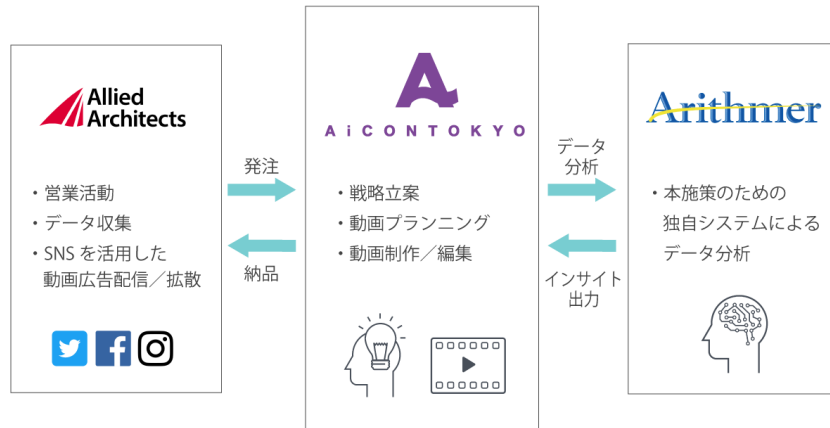 Allied
Architects
・営業活動
・データ収集
・SNS を活用した
動画広告配信／拡散
発注
納品
AiCONTOKYO
・戦略立案
・動画プランニング
・動画制作／編集
データ
分析
インサイト
出力
Arithmer
・本施策のための
独自システムによる
データ分析